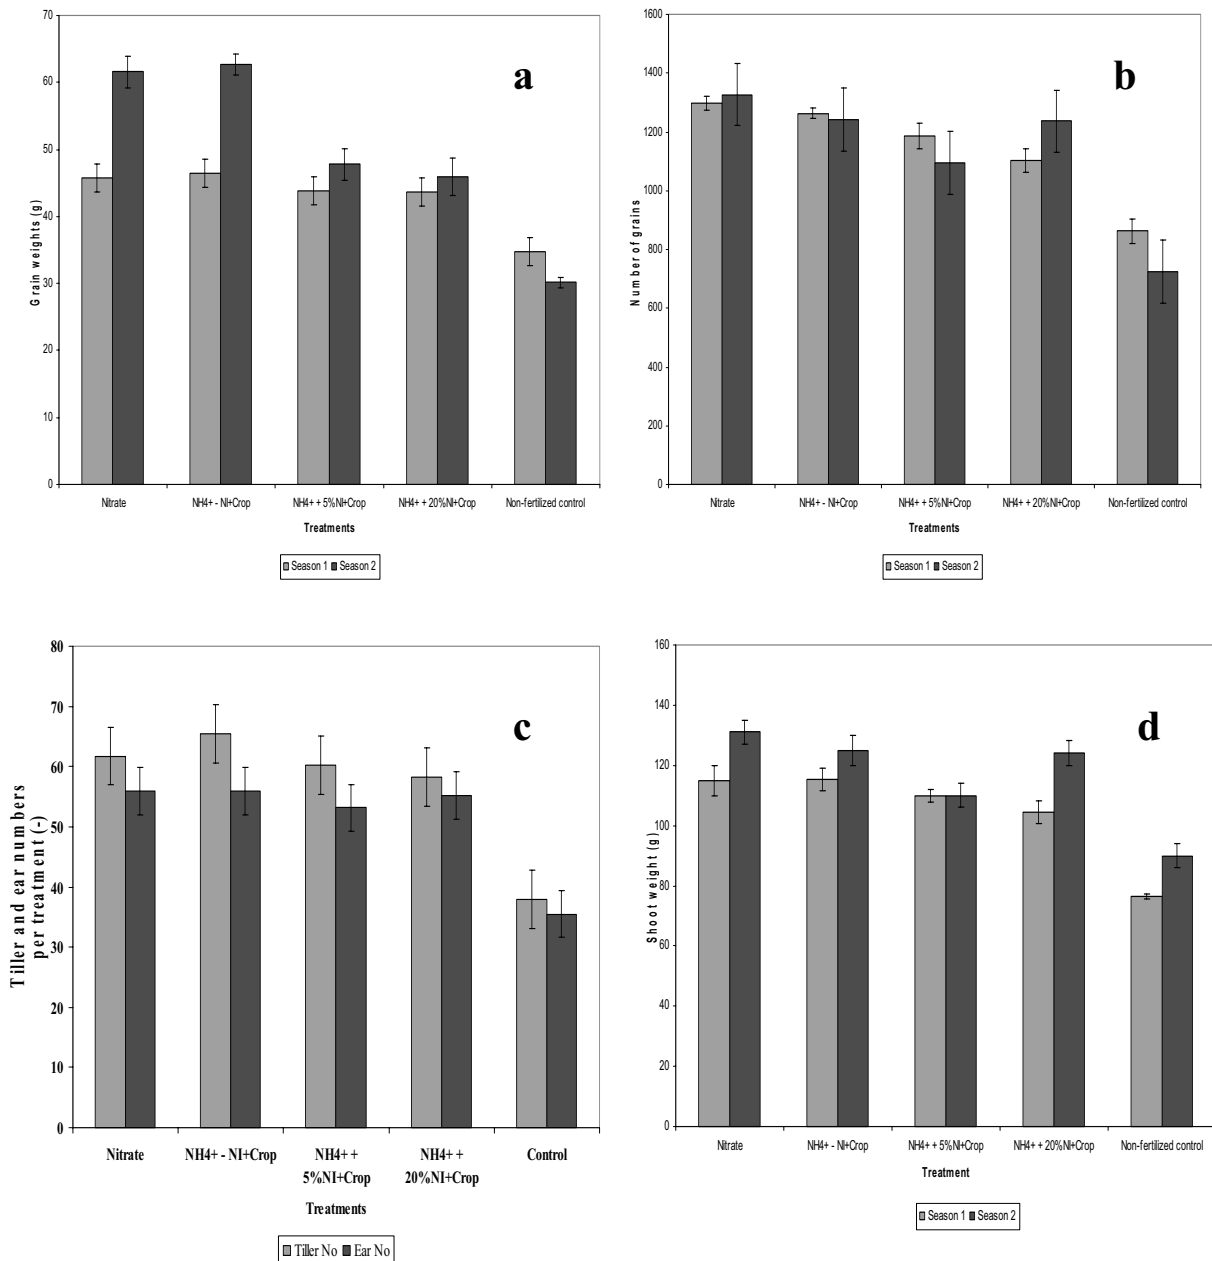 a
70
60
50
40
30
20
10
0
Grain weights (g)
Nitrate NH4+ - NI+Crop NH4+ + 5%NI+Crop NH4+ + 20%NI+Crop Non-fertilized control
Treatments
Season 1 Season 2
b
1600
1400
1200
1000
800
600
400
200
0
Number of grains
Nitrate NH4+ - NI+Crop NH4+ + 5%NI+Crop NH4+ + 20%NI+Crop Non-fertilized control
Treatments
Season 1 Season 2
c
80
70
60
50
40
30
20
10
0
Tiller and ear numbers
per treatment (-)
Nitrate NH4+ - NI+Crop NH4+ + NH4+ + Control
5%NI+Crop 20%NI+Crop
Treatments
Tiller No Ear No
d
160
140
120
100
80
60
40
20
0
Shoot weight (g)
Nitrate NH4+ - NI+Crop NH4+ + 5%NI+Crop NH4+ + 20%NI+Crop Non-fertilized control
Treatment
Season 1 Season 2